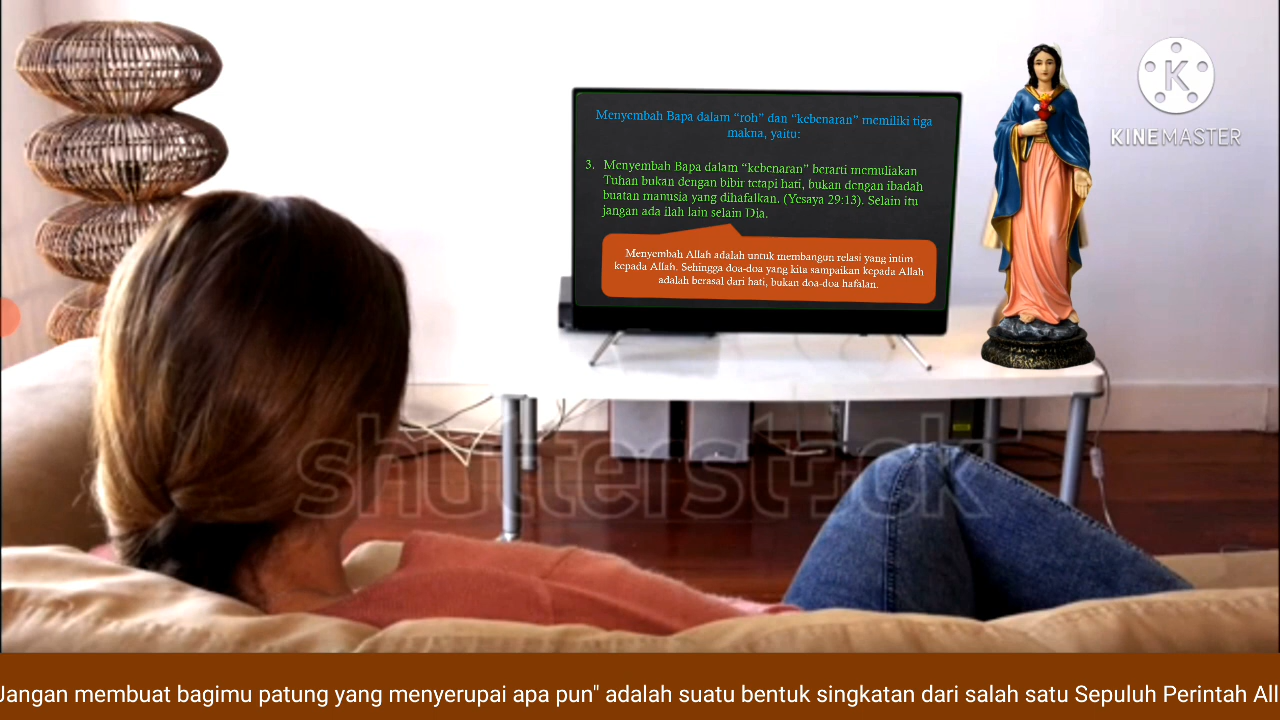 Menyembah Bapa dalam “roh” dan “kebenaran” memiliki tiga
makna, yaitu:
3. Menyembah Bapa dalam “kebenaran” berarti memuliakan
Tuhan bukan dengan bibir tetapi hati, bukan dengan ibadah
buatan manusia yang dihafalkan. (Yesaya 29:13). Selain itu
jangan ada ilah lain selain Dia.
Menyembah Allah adalah untuk membangun relasi yang intim
kepada Allah. Sehingga doa-doa yang kita sampaikan kepada Allah
adalah berasal dari hati, bukan doa-doa hafalan.
K
KINEMASTER
shutterstock
Jangan membuat bagimu patung yang menyerupai apa pun" adalah suatu bentuk singkatan dari salah satu Sepuluh Perintah All